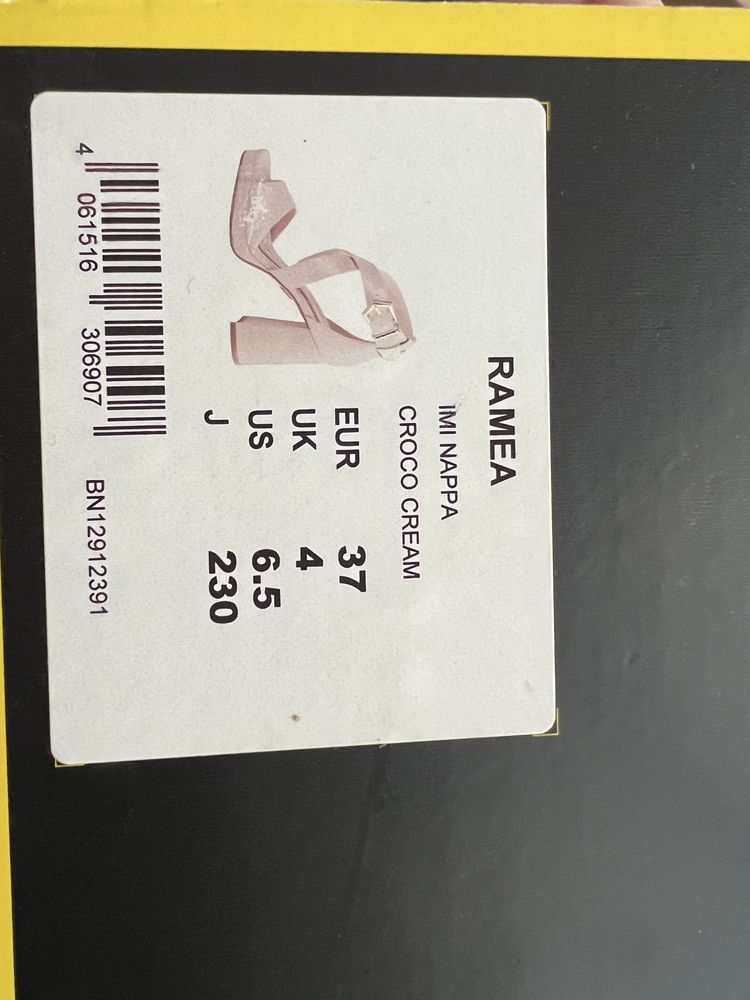 RAMEA
IMI NAPPA
CROCO CREAM
EUR 37
UK 4
US 6.5
J 230
4 061516 306907 BN12912391